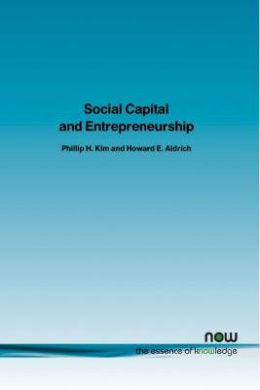 Social Capital
and Entrepreneurship
Phillip H. Kim and Howard E. Aldrich
now
the essence of knowledge